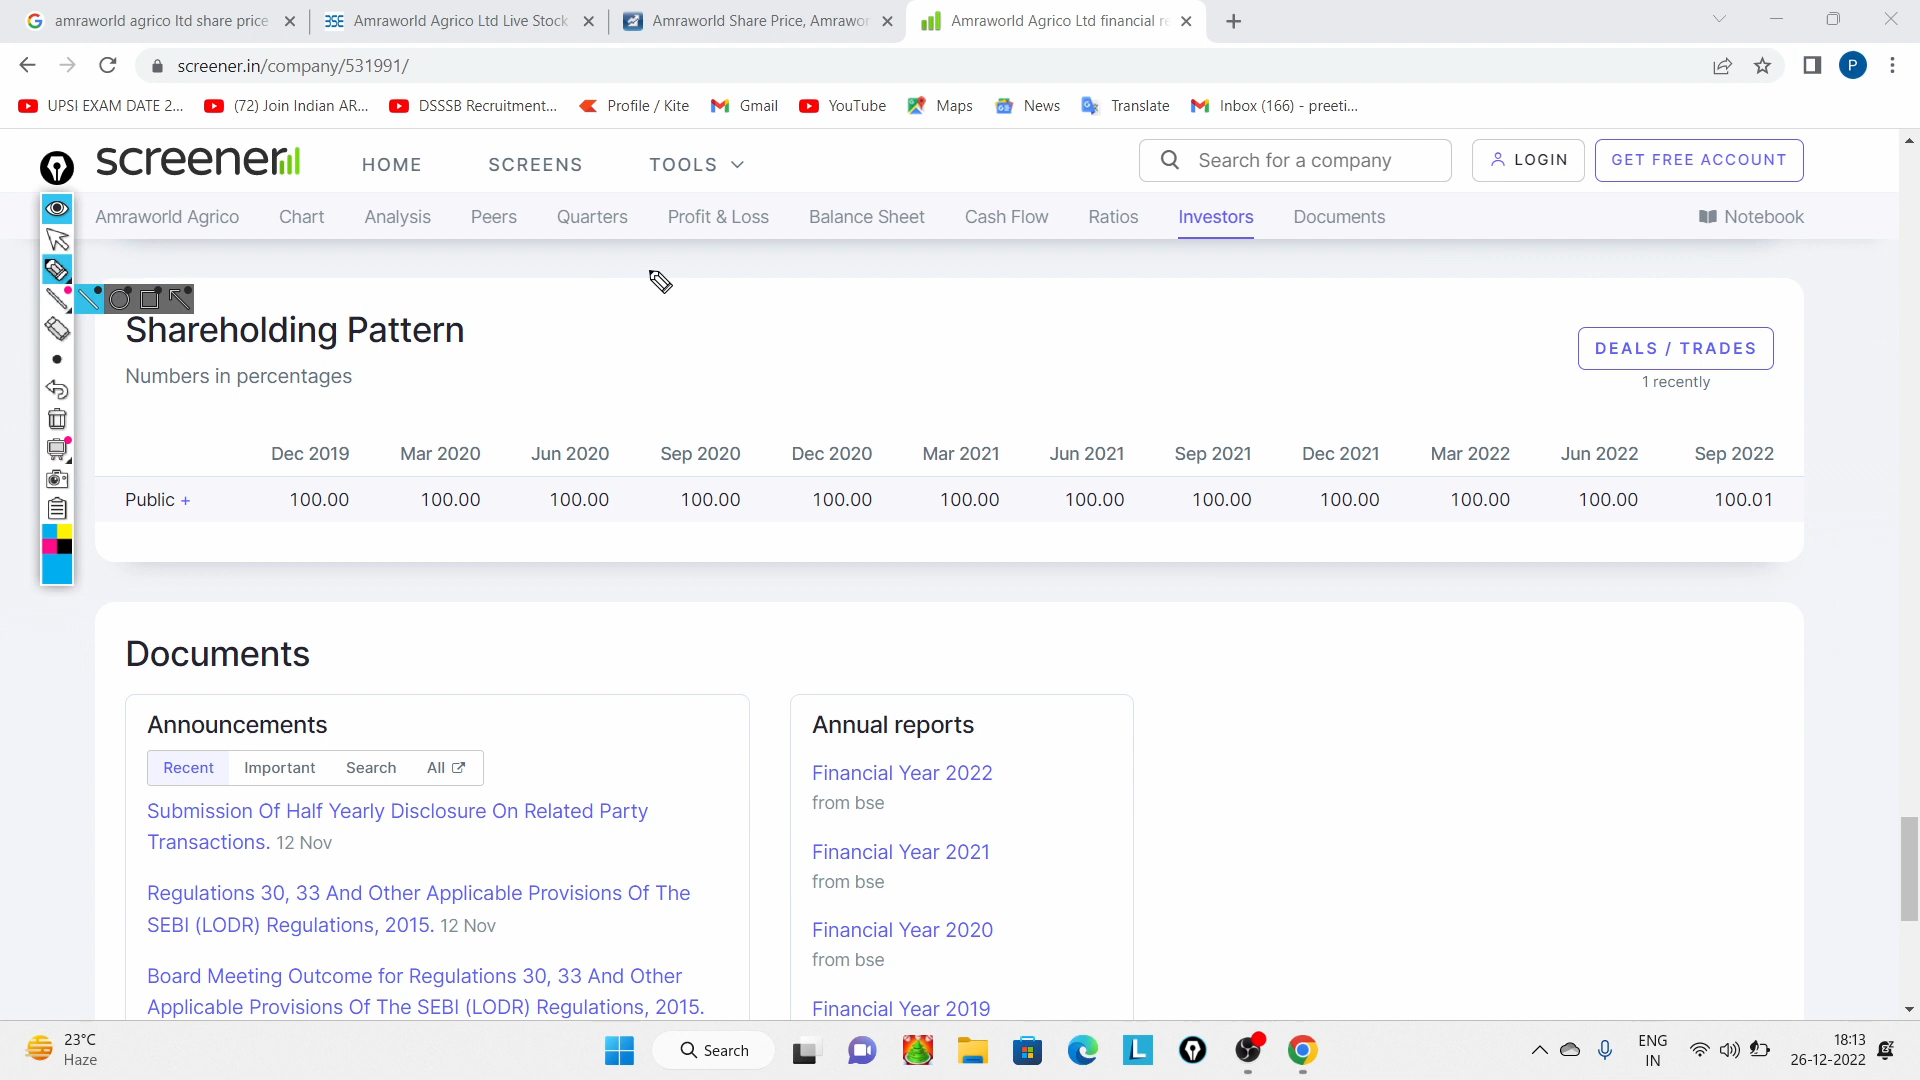 amraworld agrico ltd share price
Amraworld Agrico Ltd Live Stock
Amraworld Share Price, Amrawor
Amraworld Agrico Ltd financial re
screener.in/company/531991/
P
UPSI EXAM DATE 2...
(72) Join Indian AR...
DSSSB Recruitment...
Profile / Kite
Gmail
YouTube
Maps
News
Translate
Inbox (166) - preeti...
screener
HOME
SCREENS
TOOLS
Search for a company
LOGIN
GET FREE ACCOUNT
Amraworld Agrico
Chart
Analysis
Peers
Quarters
Profit & Loss
Balance Sheet
Cash Flow
Ratios
Investors
Documents
Notebook
Shareholding Pattern
Numbers in percentages
DEALS / TRADES
1 recently
Dec 2019 Mar 2020 Jun 2020 Sep 2020 Dec 2020 Mar 2021 Jun 2021 Sep 2021 Dec 2021 Mar 2022 Jun 2022 Sep 2022
Public + 100.00 100.00 100.00 100.00 100.00 100.00 100.00 100.00 100.00 100.00 100.00 100.01
Documents
Announcements
Recent Important Search All
Submission Of Half Yearly Disclosure On Related Party
Transactions. 12 Nov
Regulations 30, 33 And Other Applicable Provisions Of The
SEBI (LODR) Regulations, 2015. 12 Nov
Board Meeting Outcome for Regulations 30, 33 And Other
Applicable Provisions Of The SEBI (LODR) Regulations, 2015.
Annual reports
Financial Year 2022
from bse
Financial Year 2021
from bse
Financial Year 2020
from bse
Financial Year 2019
23°C
Haze
Search
L
ENG
IN
18:13
26-12-2022